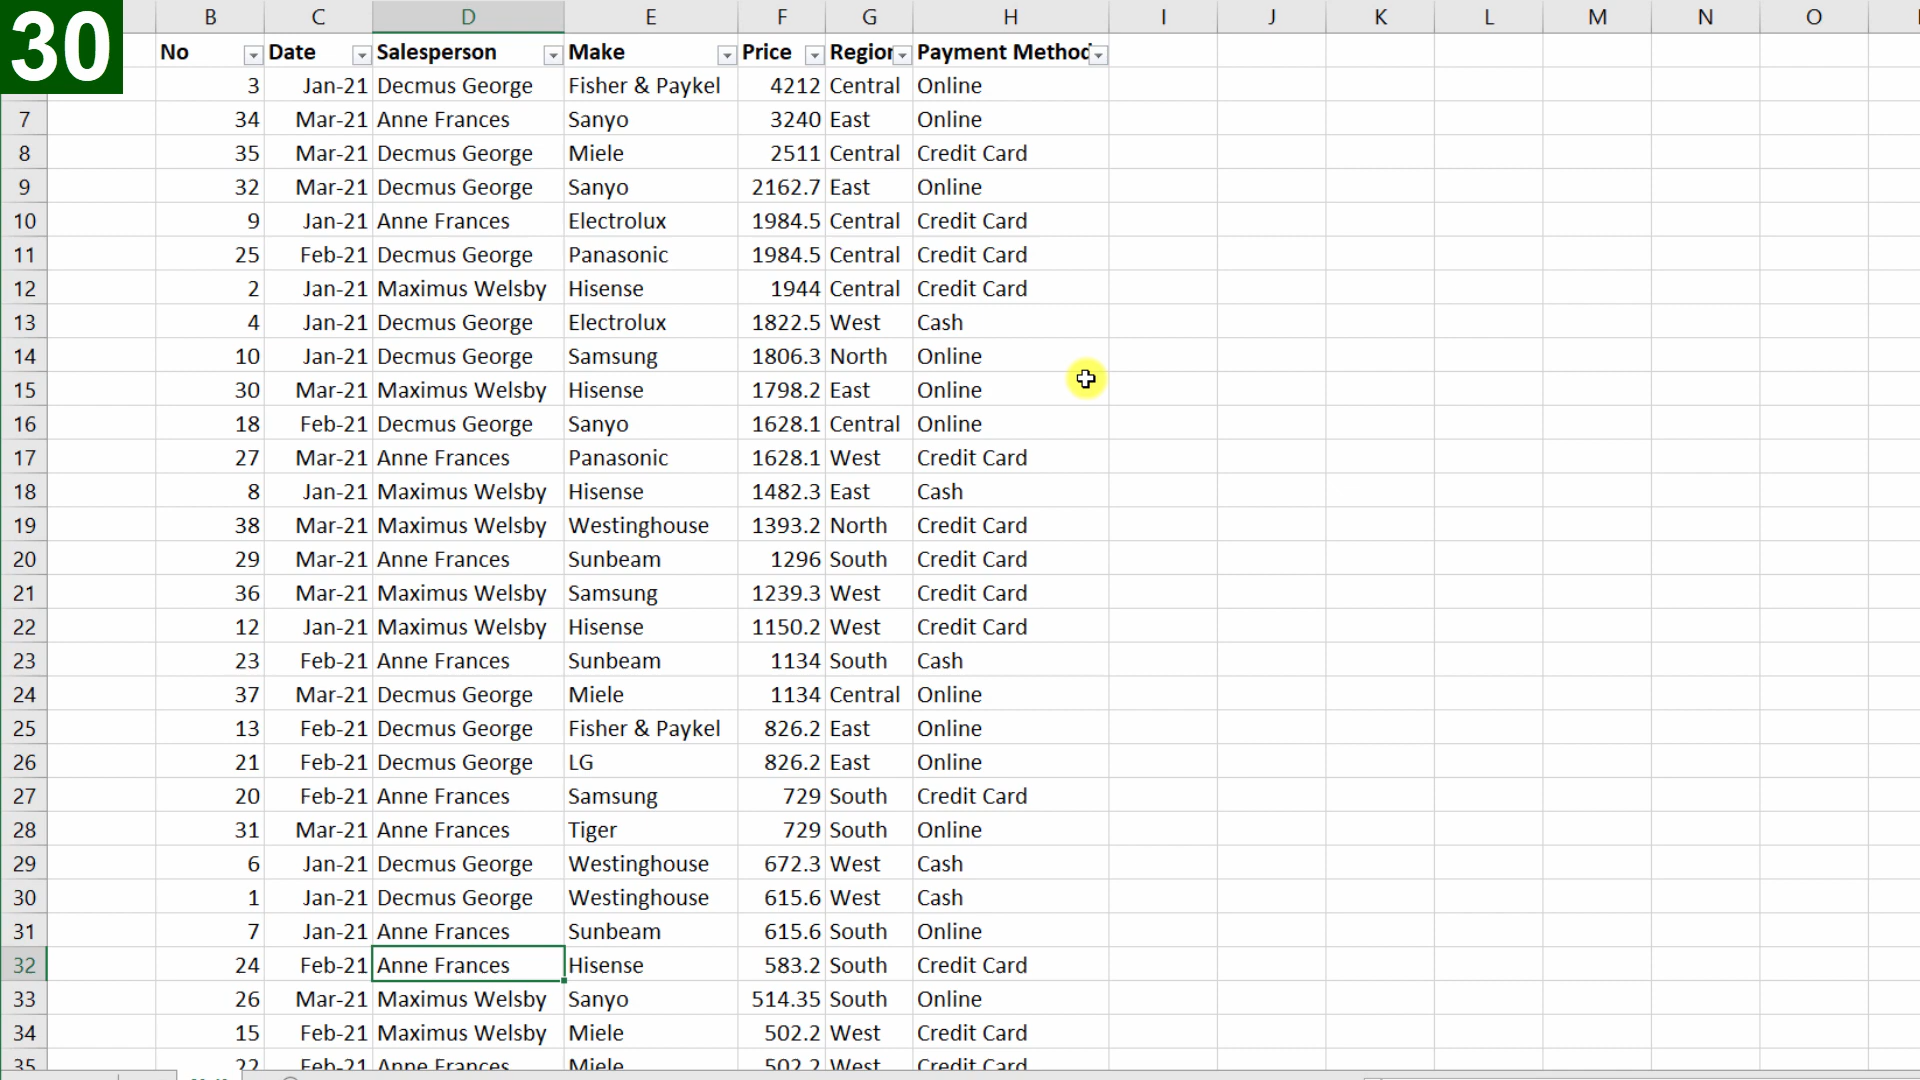 30
B C D E F G H I J K L M N O
No Date Salesperson Make Price Region Payment Method
3 Jan-21 Decmus George Fisher & Paykel 4212 Central Online
7 34 Mar-21 Anne Frances Sanyo 3240 East Online
8 35 Mar-21 Decmus George Miele 2511 Central Credit Card
9 32 Mar-21 Decmus George Sanyo 2162.7 East Online
10 9 Jan-21 Anne Frances Electrolux 1984.5 Central Credit Card
11 25 Feb-21 Decmus George Panasonic 1984.5 Central Credit Card
12 2 Jan-21 Maximus Welsby Hisense 1944 Central Credit Card
13 4 Jan-21 Decmus George Electrolux 1822.5 West Cash
14 10 Jan-21 Decmus George Samsung 1806.3 North Online
15 30 Mar-21 Maximus Welsby Hisense 1798.2 East Online
16 18 Feb-21 Decmus George Sanyo 1628.1 Central Online
17 27 Mar-21 Anne Frances Panasonic 1628.1 West Credit Card
18 8 Jan-21 Maximus Welsby Hisense 1482.3 East Cash
19 38 Mar-21 Maximus Welsby Westinghouse 1393.2 North Credit Card
20 29 Mar-21 Anne Frances Sunbeam 1296 South Credit Card
21 36 Mar-21 Maximus Welsby Samsung 1239.3 West Credit Card
22 12 Jan-21 Maximus Welsby Hisense 1150.2 West Credit Card
23 23 Feb-21 Anne Frances Sunbeam 1134 South Cash
24 37 Mar-21 Decmus George Miele 1134 Central Online
25 13 Feb-21 Decmus George Fisher & Paykel 826.2 East Online
26 21 Feb-21 Decmus George LG 826.2 East Online
27 20 Feb-21 Anne Frances Samsung 729 South Credit Card
28 31 Mar-21 Anne Frances Tiger 729 South Online
29 6 Jan-21 Decmus George Westinghouse 672.3 West Cash
30 1 Jan-21 Decmus George Westinghouse 615.6 West Cash
31 7 Jan-21 Anne Frances Sunbeam 615.6 South Online
32 24 Feb-21 Anne Frances Hisense 583.2 South Credit Card
33 26 Mar-21 Maximus Welsby Sanyo 514.35 South Online
34 15 Feb-21 Maximus Welsby Miele 502.2 West Credit Card
35 22 Feb-21 Anne Frances Miele 502.2 West Credit Card